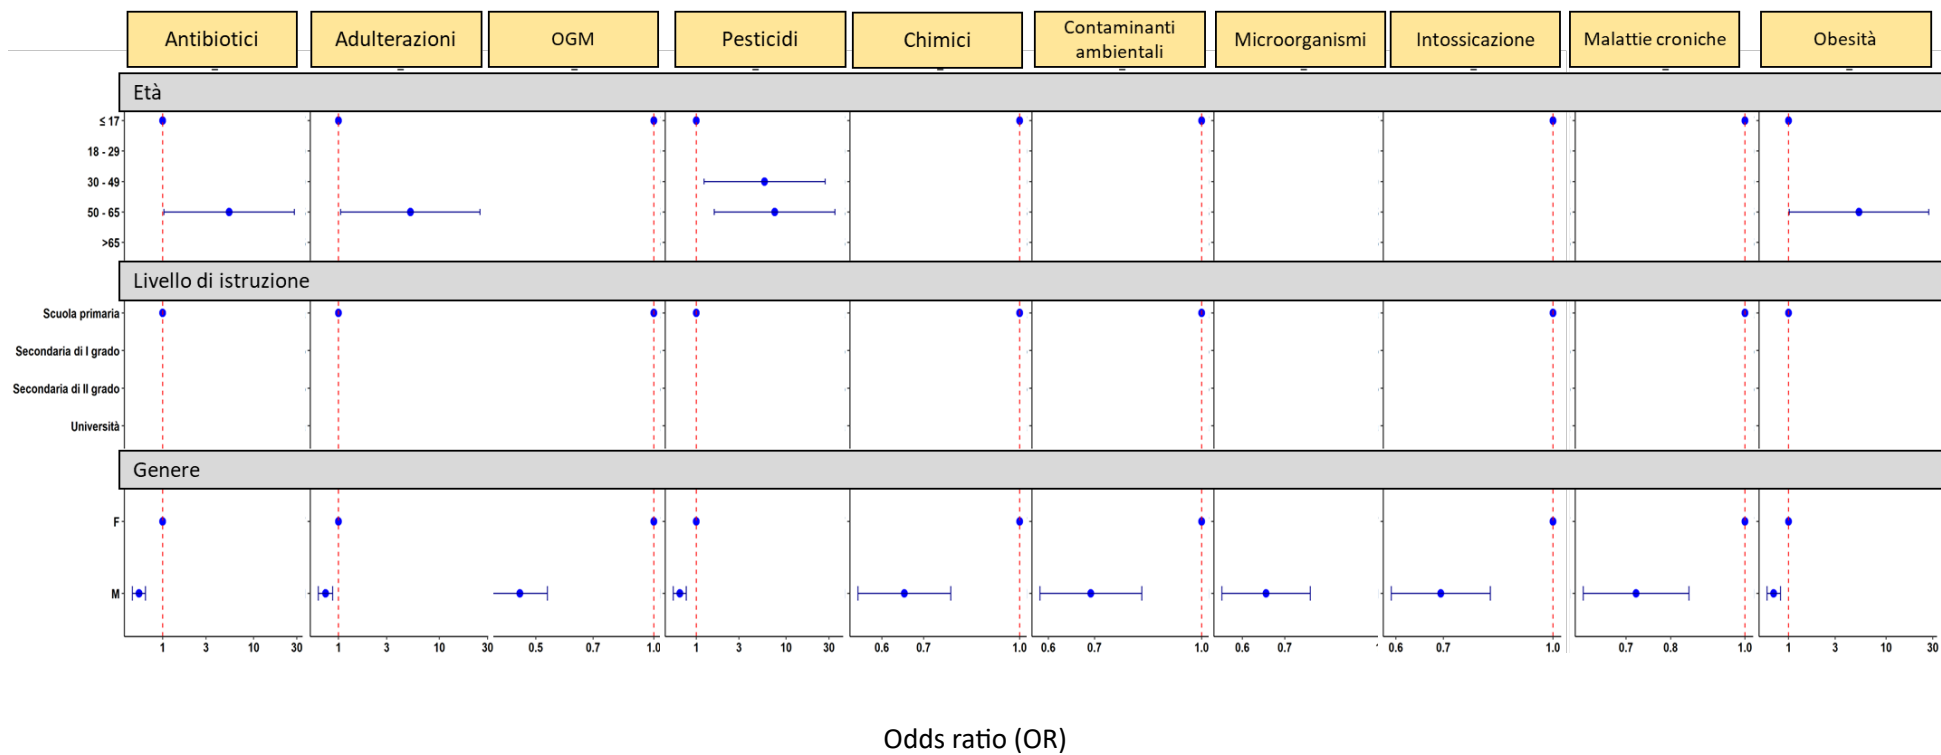 Antibiotici
Adulterazioni
OGM
Pesticidi
Chimici
Contaminanti
ambientali
Microorganismi
Intossicazione
Malattie croniche
Obesità
Età
≤ 17
18 - 29
30 - 49
50 - 65
>65
Livello di istruzione
Scuola primaria
Secondaria di I grado
Secondaria di II grado
Università
Genere
F
M
1 3 10 30
1 3 10 30
0.5 0.7 1.0
1 3 10 30
0.6 0.7 1.0
0.6 0.7 1.0
0.6 0.7
0.6 0.7 1.0
0.7 0.8 1.0
1 3 10 30
Odds ratio (OR)